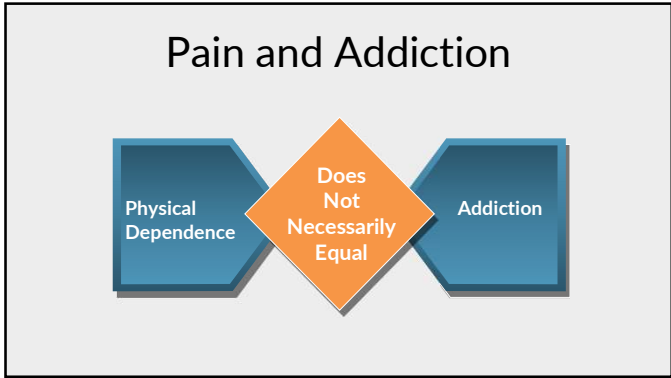 Pain and Addiction
Physical
Dependence
Does
Not
Necessarily
Equal
Addiction